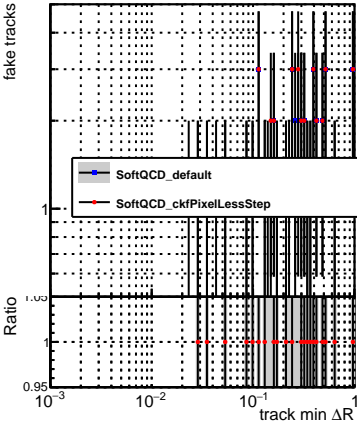 fake tracks
SoftQCD_default
SoftQCD_ckfPixelLessStep
1
1.05
Ratio
1
0.95
10⁻³ 10⁻² 10⁻¹ 1
track min ΔR